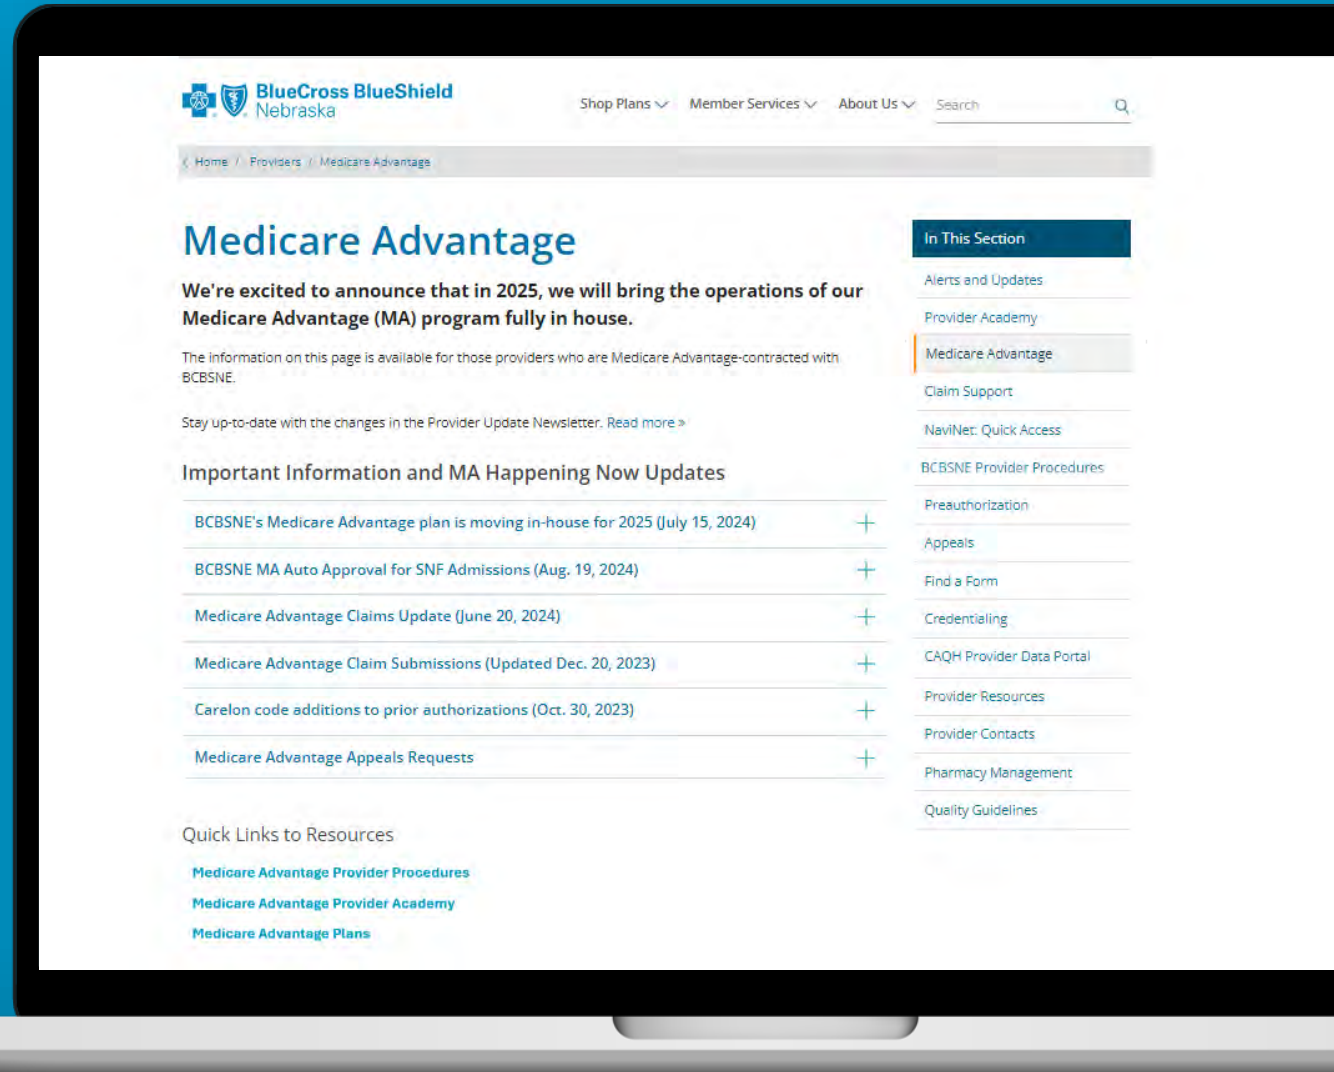 BlueCross BlueShield
Nebraska
Shop Plans
Member Services
About Us
Search
Home / Providers / Medicare Advantage
Medicare Advantage
We're excited to announce that in 2025, we will bring the operations of our
Medicare Advantage (MA) program fully in house.
The information on this page is available for those providers who are Medicare Advantage-contracted with
BCBSNE.
Stay up-to-date with the changes in the Provider Update Newsletter. Read more »
Important Information and MA Happening Now Updates
BCBSNE's Medicare Advantage plan is moving in-house for 2025 (July 15, 2024)
BCBSNE MA Auto Approval for SNF Admissions (Aug. 19, 2024)
Medicare Advantage Claims Update (June 20, 2024)
Medicare Advantage Claim Submissions (Updated Dec. 20, 2023)
Carelon code additions to prior authorizations (Oct. 30, 2023)
Medicare Advantage Appeals Requests
Quick Links to Resources
Medicare Advantage Provider Procedures
Medicare Advantage Provider Academy
Medicare Advantage Plans
In This Section
Alerts and Updates
Provider Academy
Medicare Advantage
Claim Support
NaviNet: Quick Access
BCBSNE Provider Procedures
Preauthorization
Appeals
Find a Form
Credentialing
CAQH Provider Data Portal
Provider Resources
Provider Contacts
Pharmacy Management
Quality Guidelines